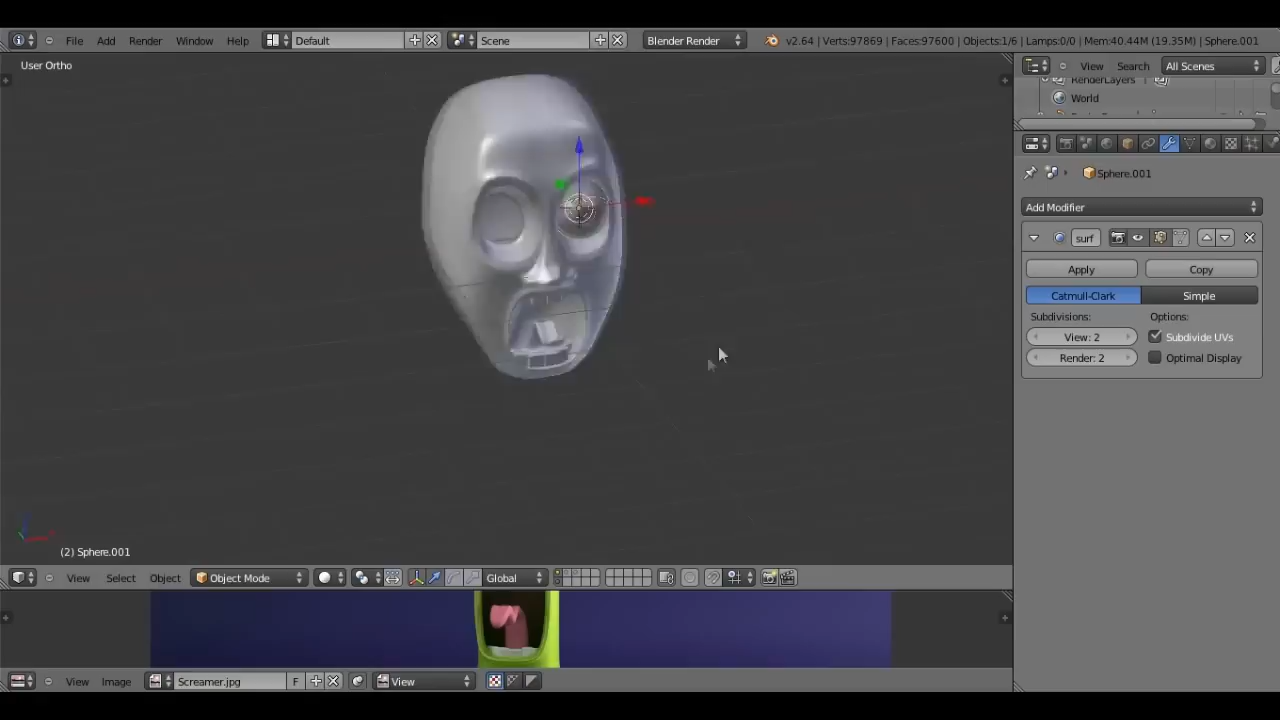 File Add Render Window Help Default Scene Blender Render v2.64 | Verts:97869 | Faces:97600 | Objects:1/6 | Lamps:0/0 | Mem:40.44M (19.35M) | Sphere.001
User Ortho
View Search All Scenes
RenderLayers
World
Sphere.001
Add Modifier
surf
Apply Copy
Catmull-Clark Simple
Subdivisions: Options:
View: 2 Subdivide UVs
Render: 2 Optimal Display
(2) Sphere.001
View Select Object Object Mode Global
View Image Screamer.jpg F View